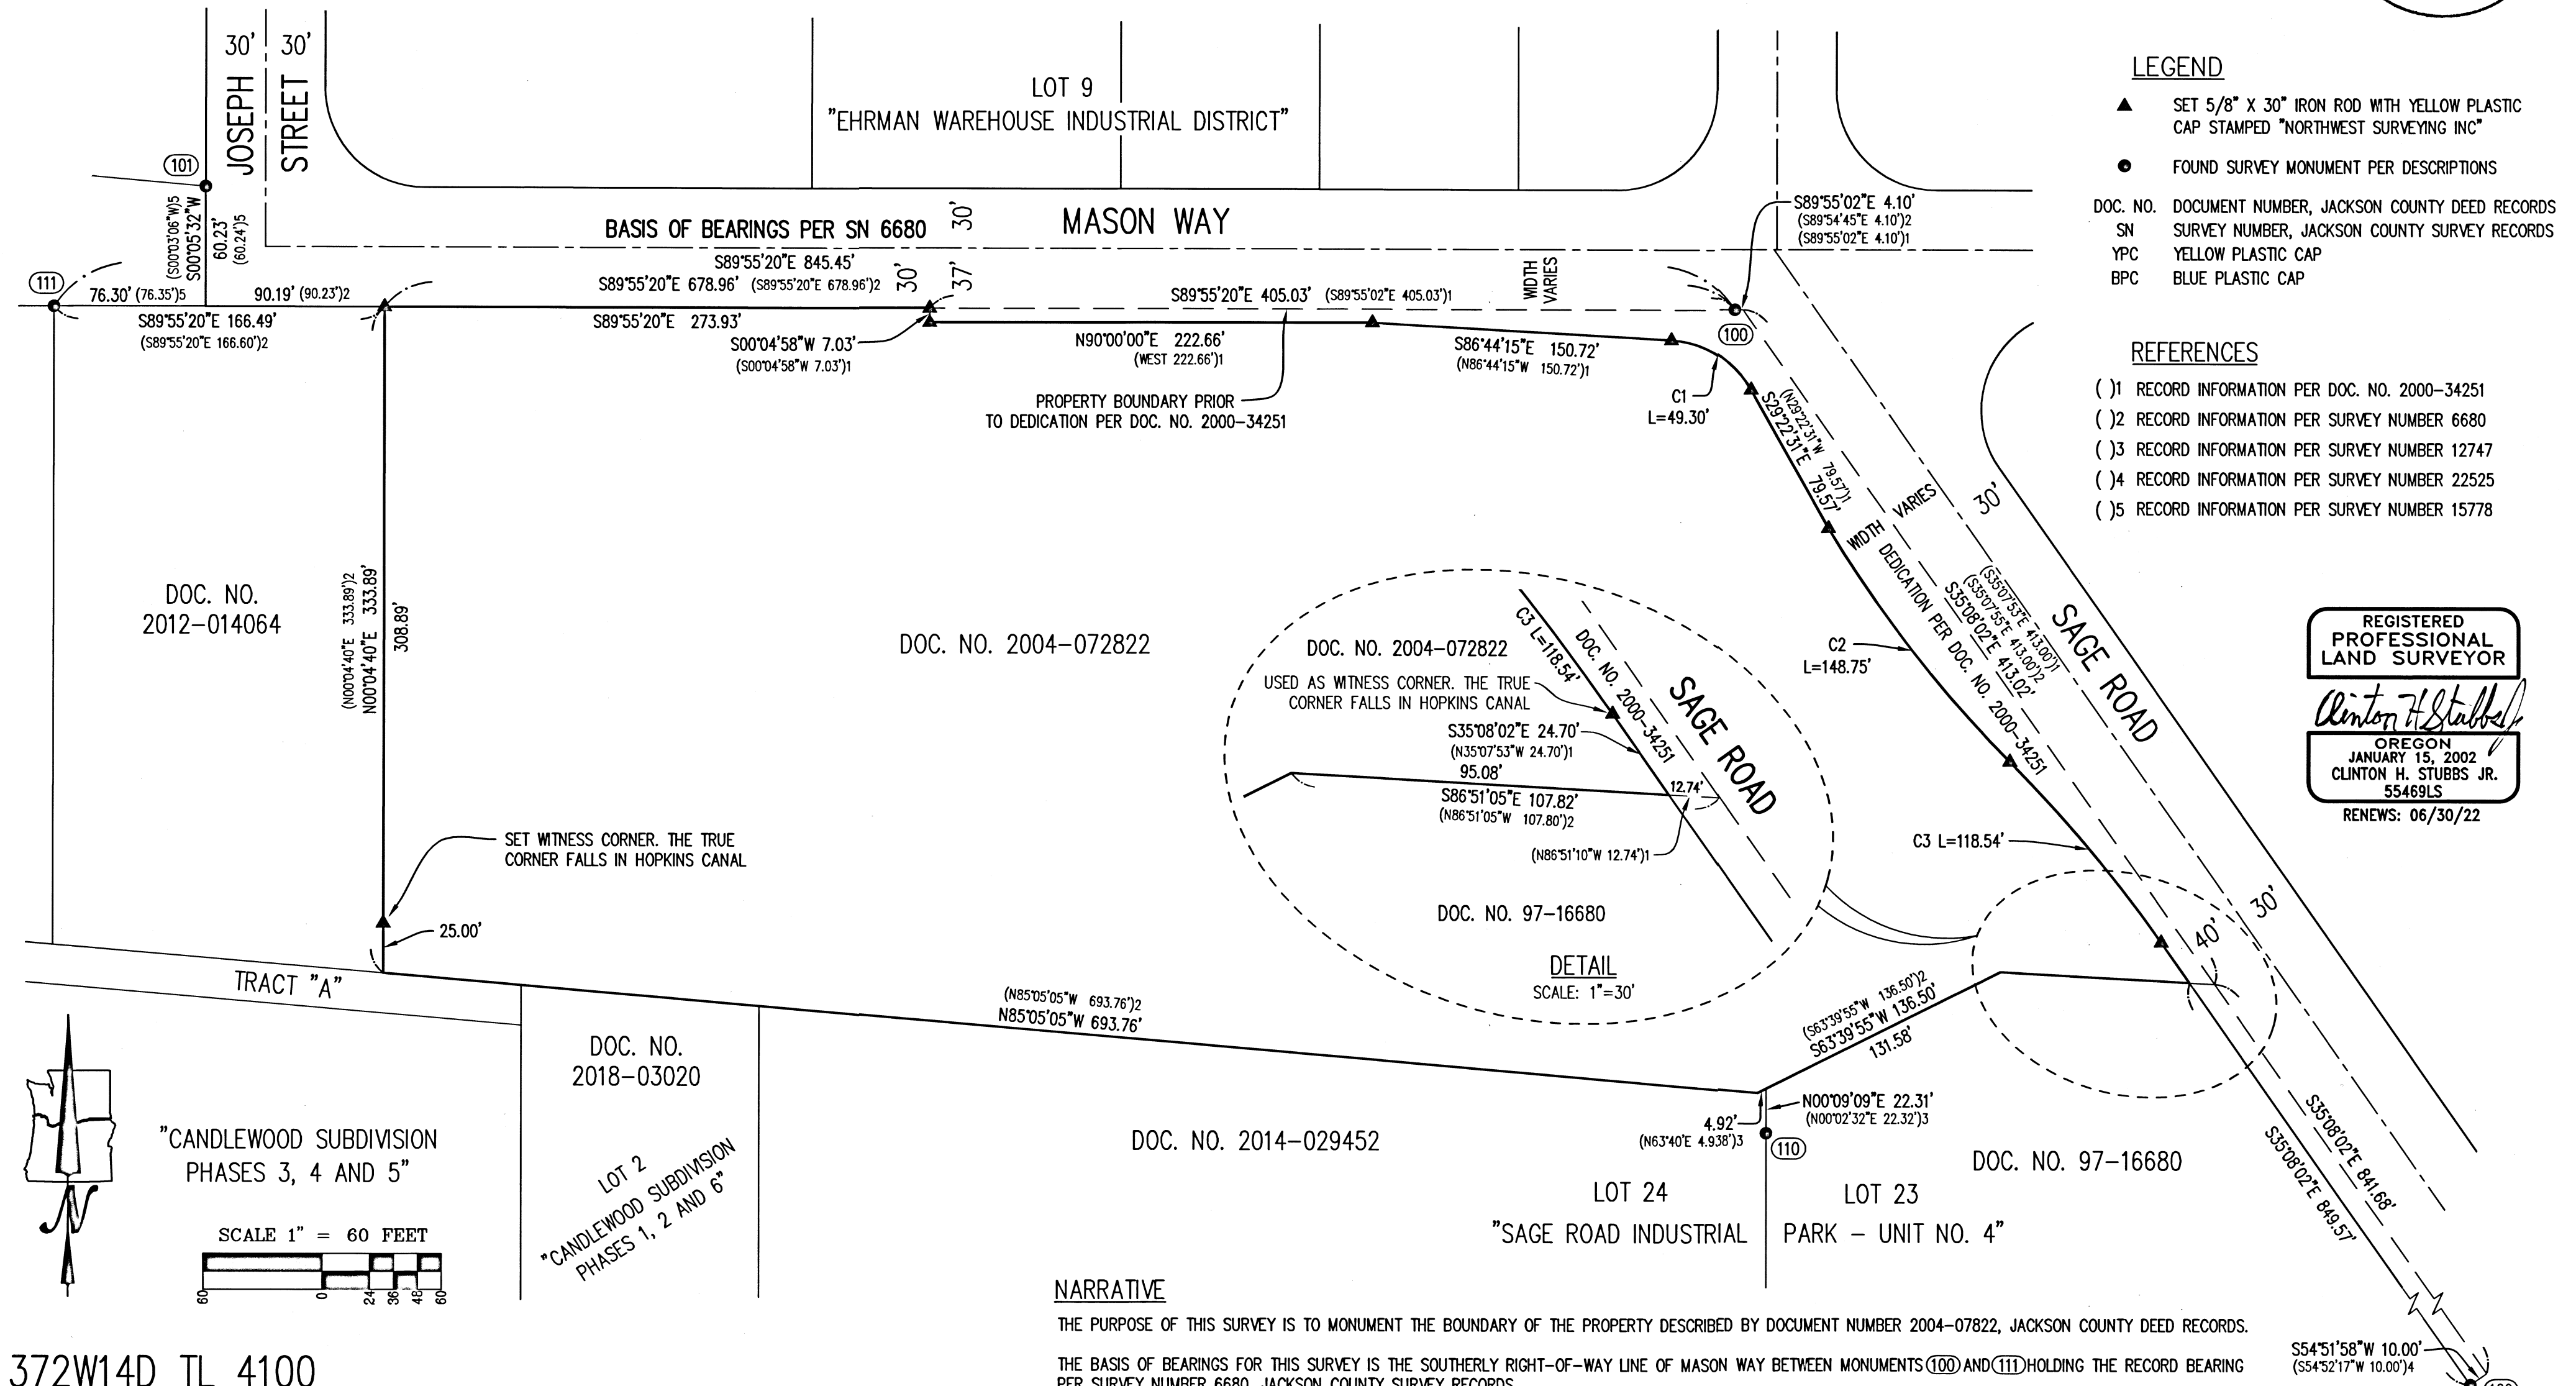 30' 30'
JOSEPH
STREET
LOT 9
"EHRMAN WAREHOUSE INDUSTRIAL DISTRICT"
101
(S00°03'06"W)5
S00°05'32"W
60.23'
(60.24')5
BASIS OF BEARINGS PER SN 6680
30'
MASON WAY
S89°55'20"E 845.45'
S89°55'20"E 678.96' (S89°55'20"E 678.96')2
30'
37'
S89°55'20"E 405.03' (S89°55'02"E 405.03')1
WIDTH
VARIES
S89°55'02"E 4.10'
(S89°54'45"E 4.10')2
(S89°55'02"E 4.10')1
111
76.30' (76.35')5
90.19' (90.23')2
S89°55'20"E 166.49'
(S89°55'20"E 166.60')2
S89°55'20"E 273.93'
S00°04'58"W 7.03'
(S00°04'58"W 7.03')1
N90°00'00"E 222.66'
(WEST 222.66')1
S86°44'15"E 150.72'
(N86°44'15"W 150.72')1
100
PROPERTY BOUNDARY PRIOR
TO DEDICATION PER DOC. NO. 2000-34251
C1
L=49.30'
(N29°22'31"W 79.57')1
S29°22'31"E 79.57'
WIDTH VARIES
30'
DEDICATION PER DOC. NO. 2000-34251
(S35°07'53"E 413.00')1
(S35°07'55"E 413.00')2
S35°08'02"E 413.02'
SAGE ROAD
C2
L=148.75'
C3 L=118.54'
LEGEND
SET 5/8" X 30" IRON ROD WITH YELLOW PLASTIC
CAP STAMPED "NORTHWEST SURVEYING INC"
FOUND SURVEY MONUMENT PER DESCRIPTIONS
DOC. NO. DOCUMENT NUMBER, JACKSON COUNTY DEED RECORDS
SN SURVEY NUMBER, JACKSON COUNTY SURVEY RECORDS
YPC YELLOW PLASTIC CAP
BPC BLUE PLASTIC CAP
REFERENCES
( )1 RECORD INFORMATION PER DOC. NO. 2000-34251
( )2 RECORD INFORMATION PER SURVEY NUMBER 6680
( )3 RECORD INFORMATION PER SURVEY NUMBER 12747
( )4 RECORD INFORMATION PER SURVEY NUMBER 22525
( )5 RECORD INFORMATION PER SURVEY NUMBER 15778
REGISTERED
PROFESSIONAL
LAND SURVEYOR
Clinton H Stubbs Jr
OREGON
JANUARY 15, 2002
CLINTON H. STUBBS JR.
55469LS
RENEWS: 06/30/22
DOC. NO.
2012-014064
(N00°04'40"E 333.89')2
N00°04'40"E 333.89'
308.89'
DOC. NO. 2004-072822
C3 L=118.54'
DOC. NO. 2000-34251
SAGE ROAD
DOC. NO. 2004-072822
USED AS WITNESS CORNER. THE TRUE
CORNER FALLS IN HOPKINS CANAL
S35°08'02"E 24.70'
(N35°07'53"W 24.70')1
95.08'
12.74'
S86°51'05"E 107.82'
(N86°51'05"W 107.80')2
(N86°51'10"W 12.74')1
DOC. NO. 97-16680
DETAIL
SCALE: 1"=30'
SET WITNESS CORNER. THE TRUE
CORNER FALLS IN HOPKINS CANAL
25.00'
TRACT "A"
(N85°05'05"W 693.76')2
N85°05'05"W 693.76'
(S63°39'55"W 136.50')2
S63°39'55"W 136.50'
131.58'
40'
30'
DOC. NO.
2018-03020
LOT 2
"CANDLEWOOD SUBDIVISION
PHASES 1, 2 AND 6"
"CANDLEWOOD SUBDIVISION
PHASES 3, 4 AND 5"
N
SCALE 1" = 60 FEET
60 0 24 36 48 60
DOC. NO. 2014-029452
4.92'
(N63°40'E 4.938')3
N00°09'09"E 22.31'
(N00°02'32"E 22.32')3
110
DOC. NO. 97-16680
LOT 24
LOT 23
"SAGE ROAD INDUSTRIAL PARK - UNIT NO. 4"
S35°08'02"E 841.68'
S35°08'02"E 849.57'
S54°51'58"W 10.00'
(S54°52'17"W 10.00')4
NARRATIVE
THE PURPOSE OF THIS SURVEY IS TO MONUMENT THE BOUNDARY OF THE PROPERTY DESCRIBED BY DOCUMENT NUMBER 2004-07822, JACKSON COUNTY DEED RECORDS.
THE BASIS OF BEARINGS FOR THIS SURVEY IS THE SOUTHERLY RIGHT-OF-WAY LINE OF MASON WAY BETWEEN MONUMENTS 100 AND 111 HOLDING THE RECORD BEARING
PER SURVEY NUMBER 6680, JACKSON COUNTY SURVEY RECORDS.
372W14D TL 4100